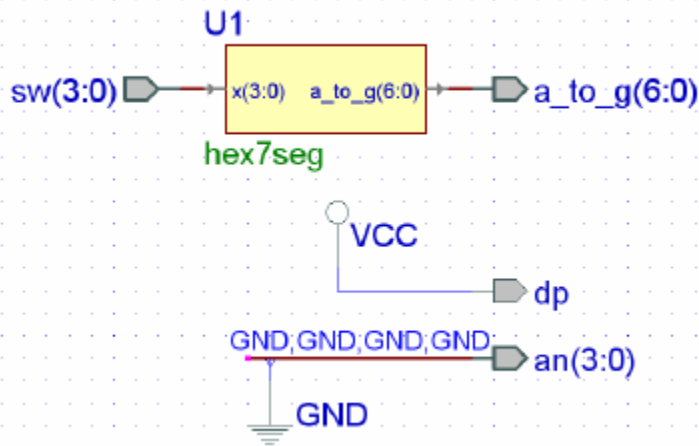 U1
sw(3:0)
x(3:0) a_to_g(6:0)
a_to_g(6:0)
hex7seg
VCC
dp
GND;GND;GND;GND
an(3:0)
GND